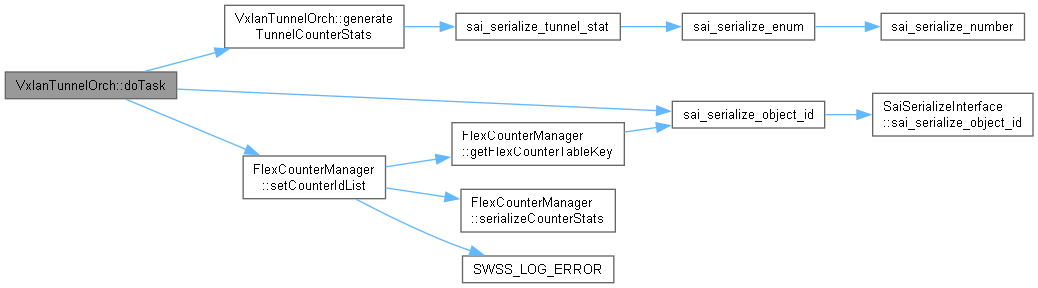 VxlanTunnelOrch::generate
TunnelCounterStats
sai_serialize_tunnel_stat
sai_serialize_enum
sai_serialize_number
VxlanTunnelOrch::doTask
sai_serialize_object_id
SaiSerializeInterface
::sai_serialize_object_id
FlexCounterManager
::getFlexCounterTableKey
FlexCounterManager
::setCounterIdList
FlexCounterManager
::serializeCounterStats
SWSS_LOG_ERROR